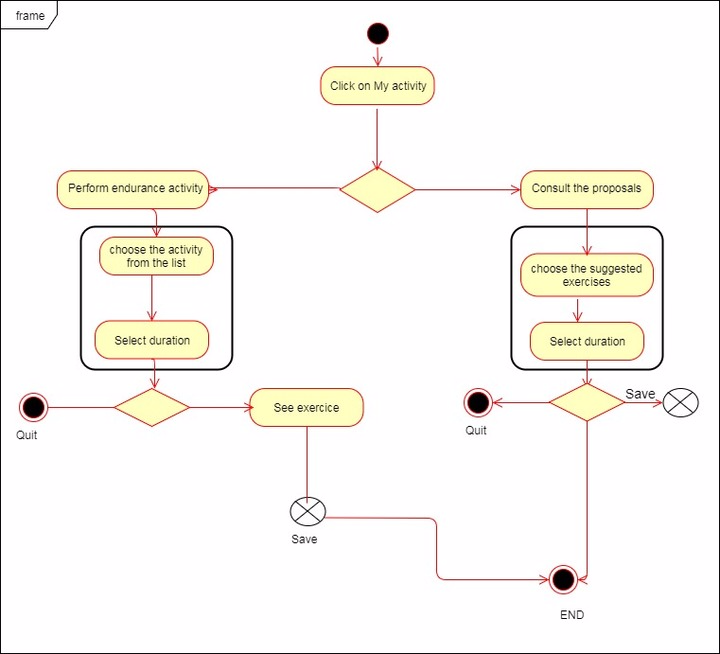 frame
Click on My activity
Perform endurance activity
Consult the proposals
choose the activity
from the list
choose the suggested
exercises
Select duration
Select duration
Quit
See exercice
Quit
Save
Save
END